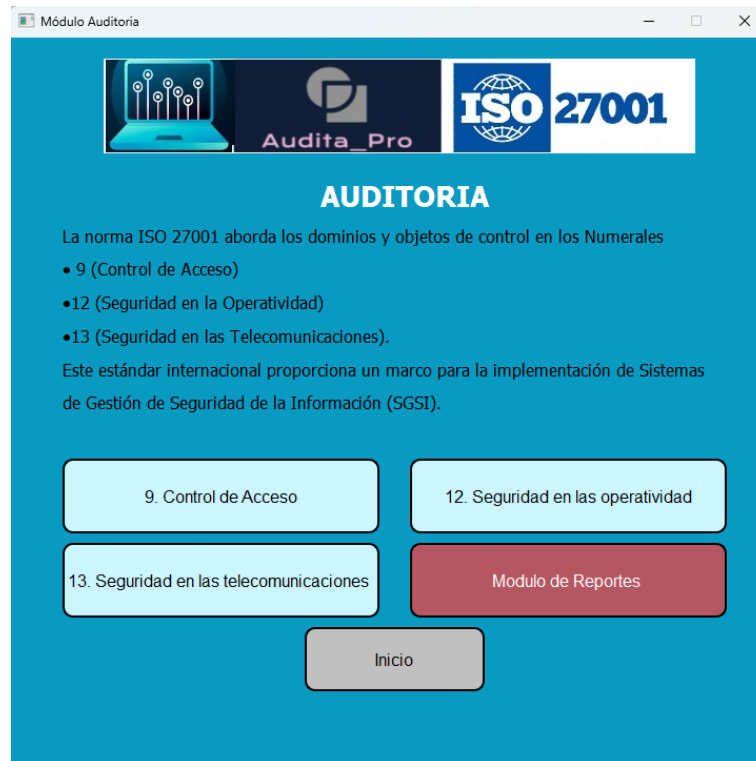 Módulo Auditoria
Audita_Pro
ISO 27001
AUDITORIA
La norma ISO 27001 aborda los dominios y objetos de control en los Numerales
• 9 (Control de Acceso)
•12 (Seguridad en la Operatividad)
•13 (Seguridad en las Telecomunicaciones).
Este estándar internacional proporciona un marco para la implementación de Sistemas
de Gestión de Seguridad de la Información (SGSI).
9. Control de Acceso
12. Seguridad en las operatividad
13. Seguridad en las telecomunicaciones
Modulo de Reportes
Inicio